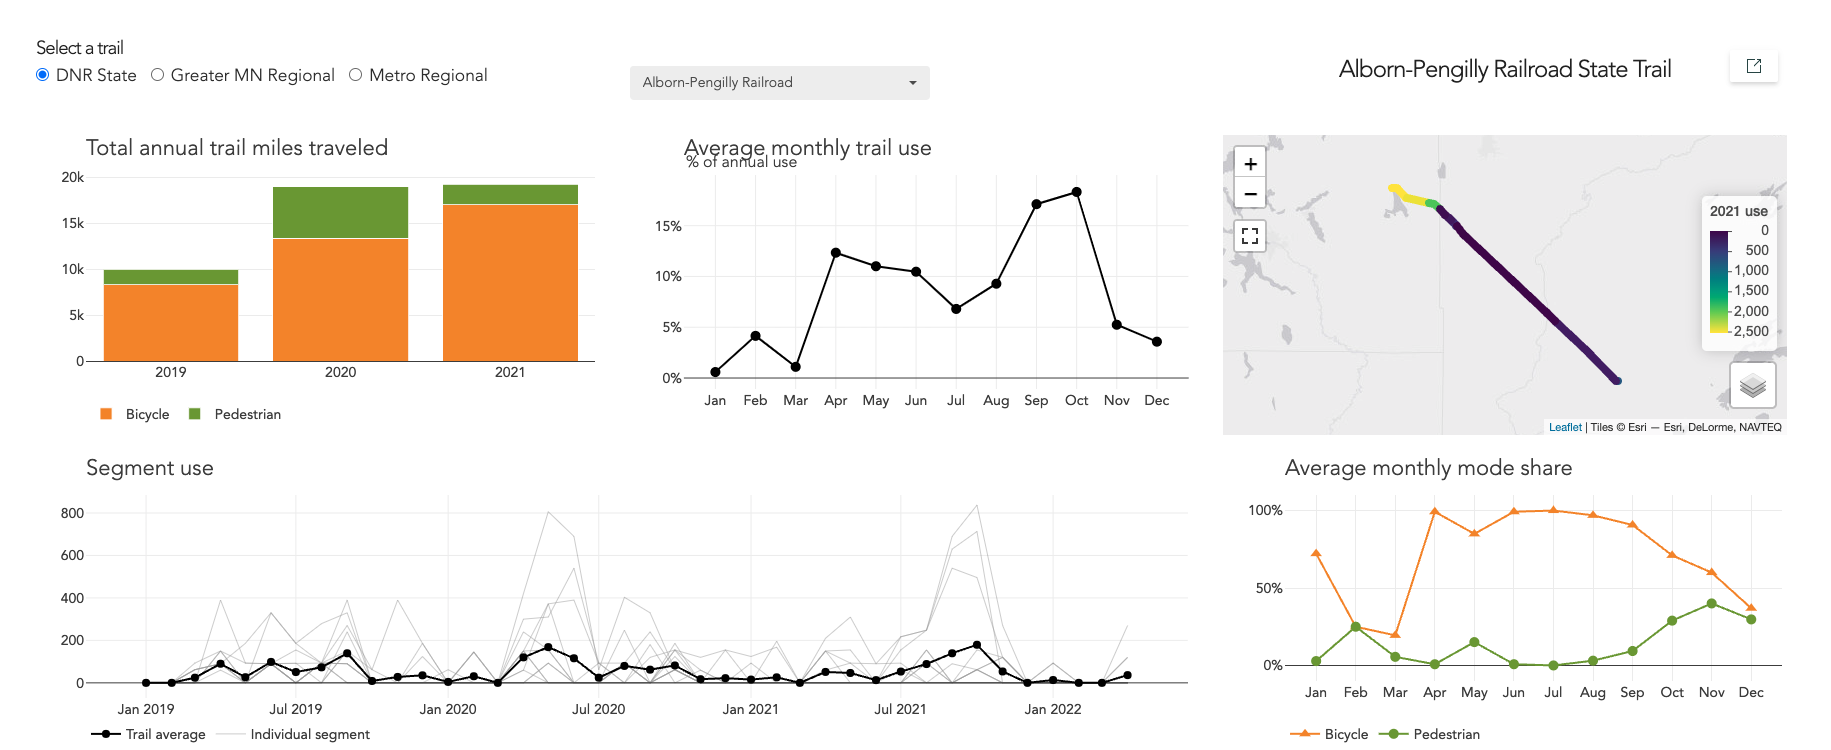 Select a trail
DNR State Greater MN Regional Metro Regional
Alborn-Pengilly Railroad
Alborn-Pengilly Railroad State Trail
Total annual trail miles traveled
20k
15k
10k
5k
0
2019 2020 2021
Bicycle Pedestrian
Average monthly trail use
% of annual use
15%
10%
5%
0%
Jan Feb Mar Apr May Jun Jul Aug Sep Oct Nov Dec
+
−
2021 use
0
500
1,000
1,500
2,000
2,500
Leaflet | Tiles © Esri — Esri, DeLorme, NAVTEQ
Segment use
800
600
400
200
0
Jan 2019 Jul 2019 Jan 2020 Jul 2020 Jan 2021 Jul 2021 Jan 2022
Trail average Individual segment
Average monthly mode share
100%
50%
0%
Jan Feb Mar Apr May Jun Jul Aug Sep Oct Nov Dec
Bicycle Pedestrian